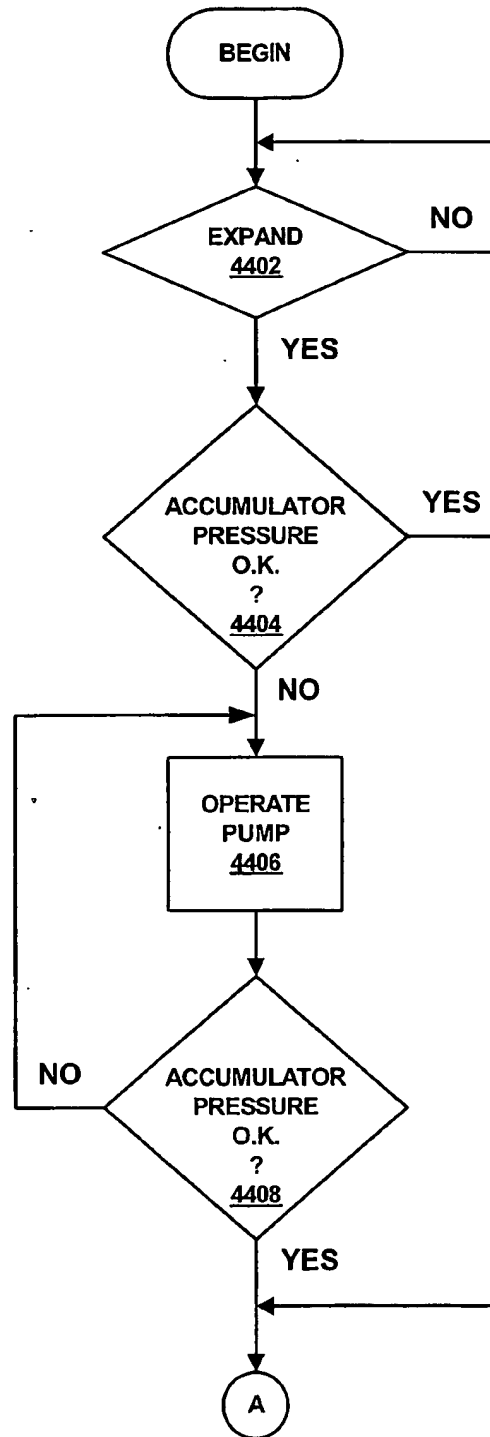 BEGIN
EXPAND
4402
NO
YES
ACCUMULATOR
PRESSURE
O.K.
?
4404
YES
NO
OPERATE
PUMP
4406
ACCUMULATOR
PRESSURE
O.K.
?
4408
NO
YES
A